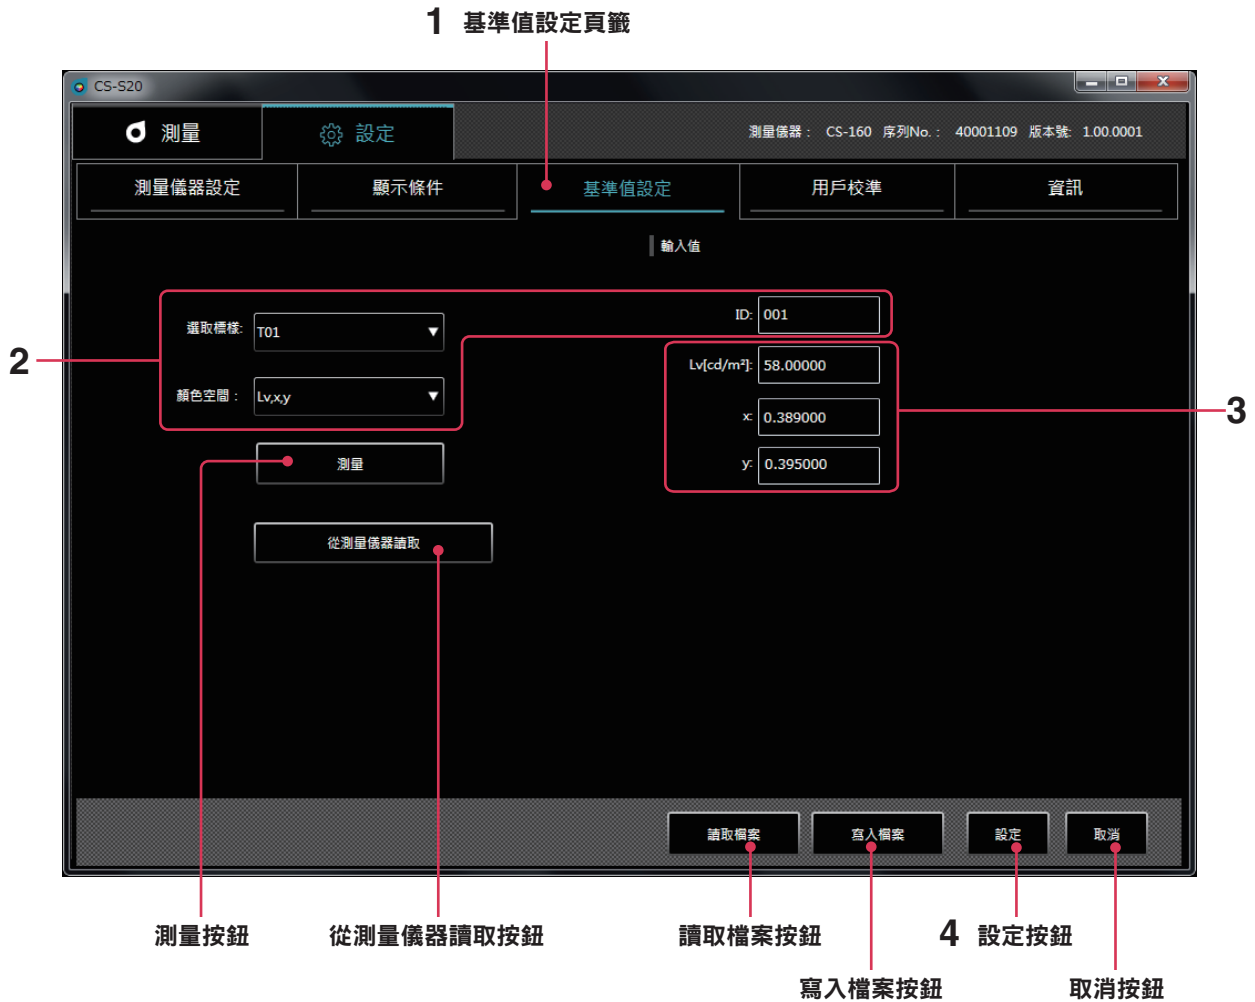 1 基準值設定頁籤
CS-S20
測量
設定
測量儀器： CS-160 序列No.： 40001109 版本號: 1.00.0001
測量儀器設定
顯示條件
基準值設定
用戶校準
資訊
輸入值
選取標樣: T01
ID: 001
2
Lv[cd/m²]: 58.00000
顏色空間： Lv,x,y
x: 0.389000
3
y: 0.395000
測量
從測量儀器讀取
讀取檔案
寫入檔案
設定
取消
測量按鈕
從測量儀器讀取按鈕
讀取檔案按鈕
4 設定按鈕
寫入檔案按鈕
取消按鈕